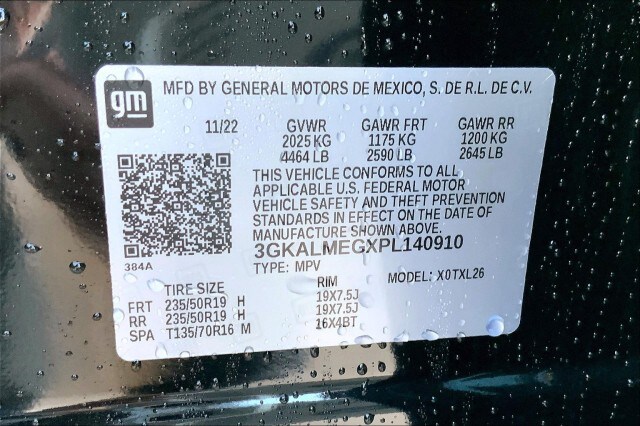 gm
MFD BY GENERAL MOTORS DE MEXICO, S. DE R.L. DE C.V.
11/22 GVWR GAWR FRT GAWR RR
2025 KG 1175 KG 1200 KG
4464 LB 2590 LB 2645 LB
THIS VEHICLE CONFORMS TO ALL
APPLICABLE U.S. FEDERAL MOTOR
VEHICLE SAFETY AND THEFT PREVENTION
STANDARDS IN EFFECT ON THE DATE OF
MANUFACTURE SHOWN ABOVE.
3GKALMEGXPL140910
384A TYPE: MPV MODEL: X0TXL26
TIRE SIZE RIM
FRT 235/50R19 H 19X7.5J
RR 235/50R19 H 19X7.5J
SPA T135/70R16 M 16X4BT